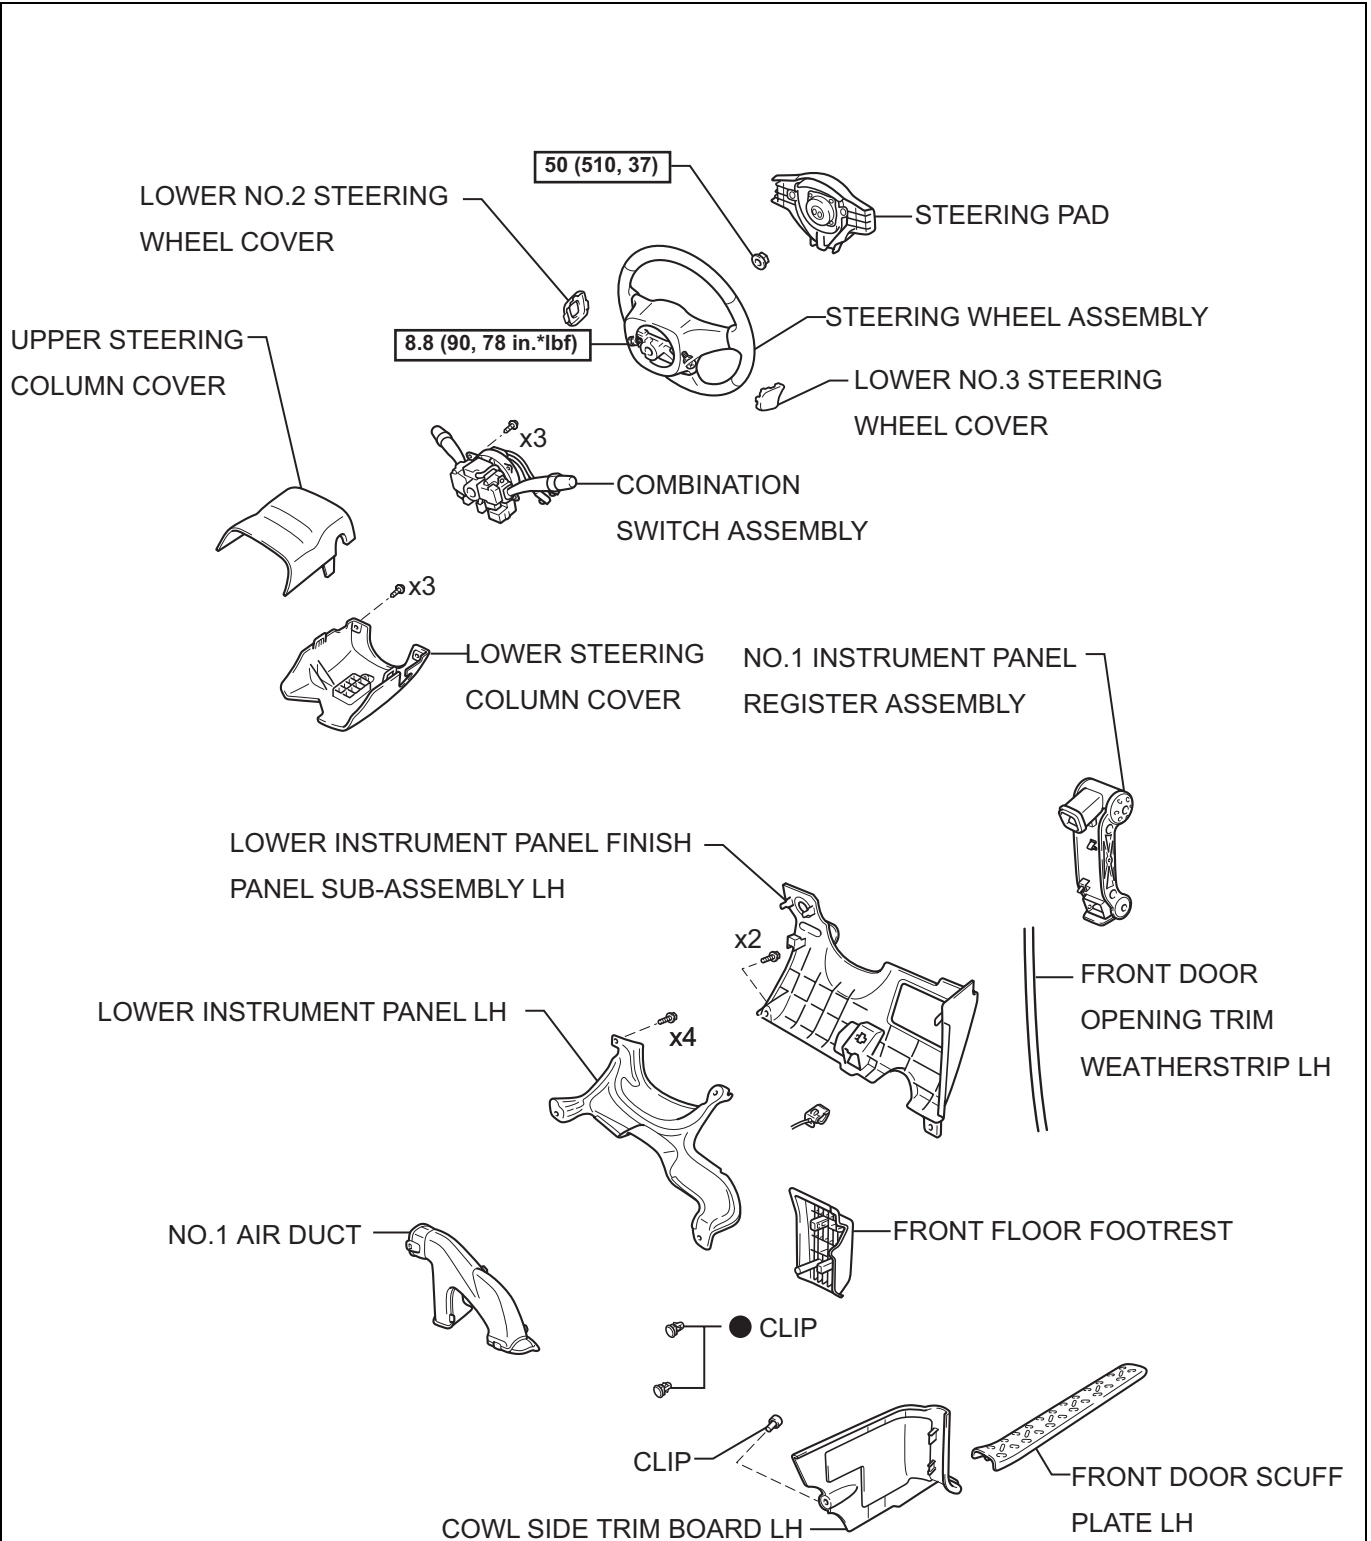 50 (510, 37)
LOWER NO.2 STEERING
WHEEL COVER
STEERING PAD
STEERING WHEEL ASSEMBLY
UPPER STEERING
COLUMN COVER
8.8 (90, 78 in.*lbf)
LOWER NO.3 STEERING
WHEEL COVER
x3
COMBINATION
SWITCH ASSEMBLY
x3
LOWER STEERING
COLUMN COVER
NO.1 INSTRUMENT PANEL
REGISTER ASSEMBLY
LOWER INSTRUMENT PANEL FINISH
PANEL SUB-ASSEMBLY LH
x2
FRONT DOOR
OPENING TRIM
WEATHERSTRIP LH
LOWER INSTRUMENT PANEL LH
x4
NO.1 AIR DUCT
FRONT FLOOR FOOTREST
● CLIP
CLIP
FRONT DOOR SCUFF
PLATE LH
COWL SIDE TRIM BOARD LH